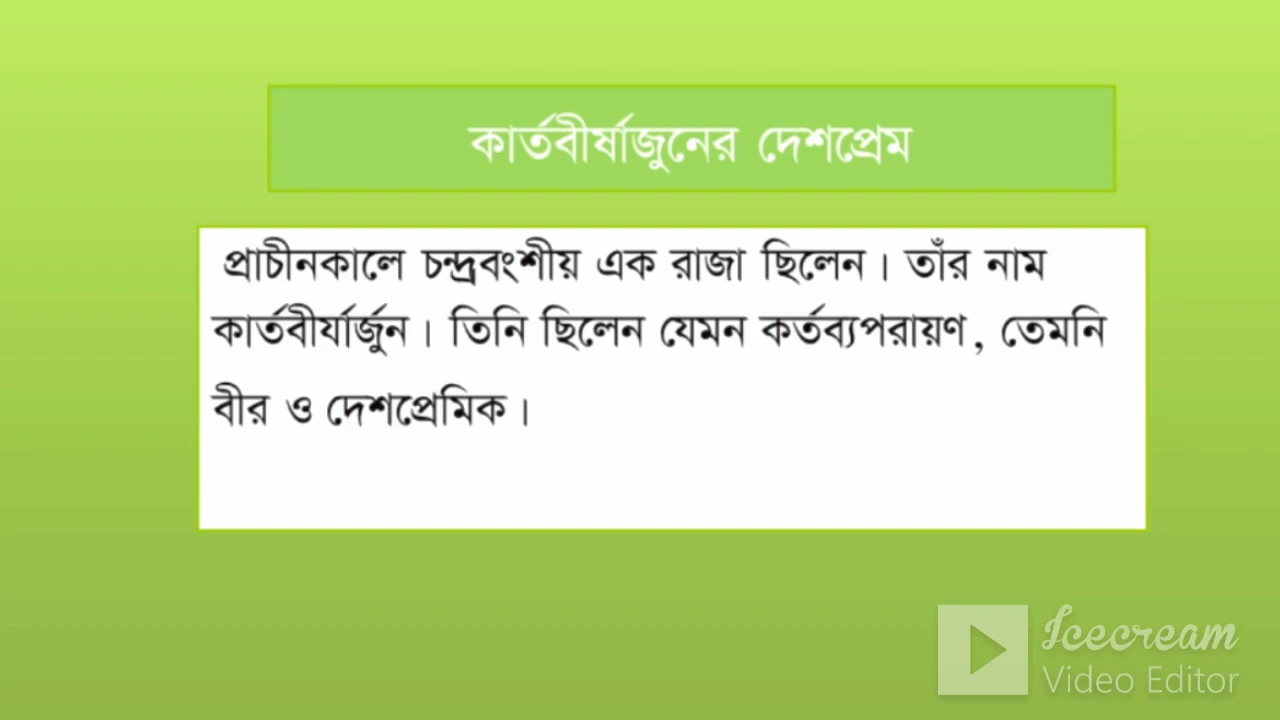 কার্তবীর্ষাজুনের দেশপ্রেম
প্রাচীনকালে চন্দ্রবংশীয় এক রাজা ছিলেন। তাঁর নাম
কার্তবীর্যার্জুন। তিনি ছিলেন যেমন কর্তব্যপরায়ণ, তেমনি
বীর ও দেশপ্রেমিক।
Icecream
Video Editor